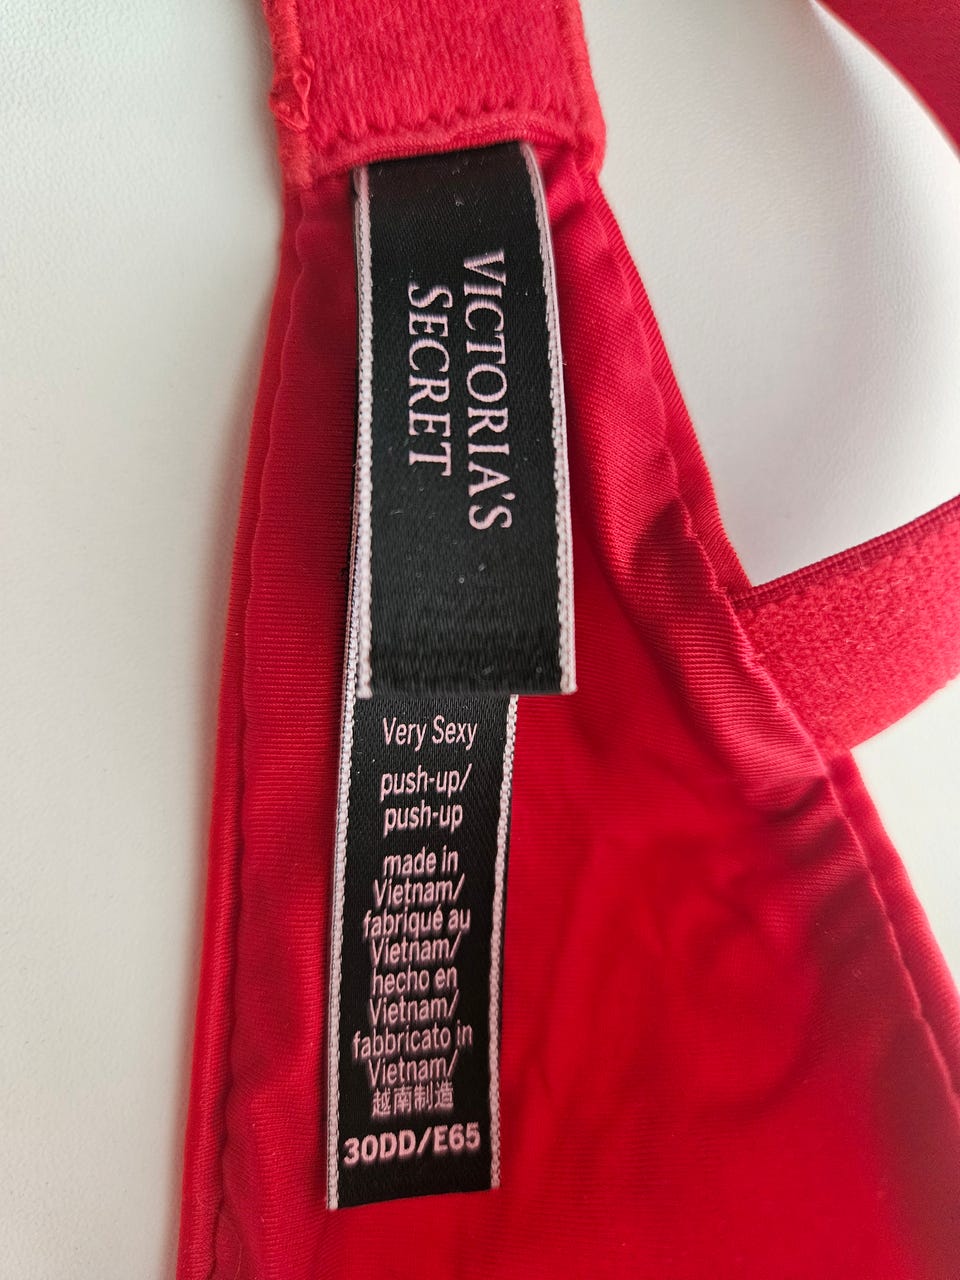 VICTORIA'S
SECRET
Very Sexy
push-up/
push-up
made in
Vietnam/
fabriqué au
Vietnam/
hecho en
Vietnam/
fabbricato in
Vietnam/
越南制造
30DD/E65